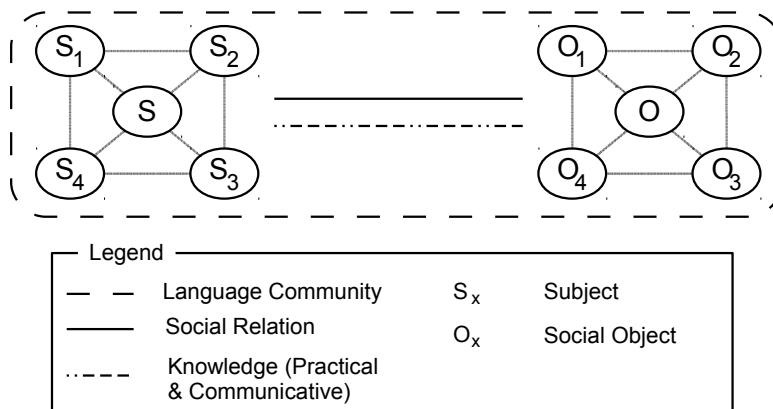 S1 S2 O1 O2
S O
S4 S3 O4 O3
Legend
Language Community Sx Subject
Social Relation Ox Social Object
Knowledge (Practical
& Communicative)